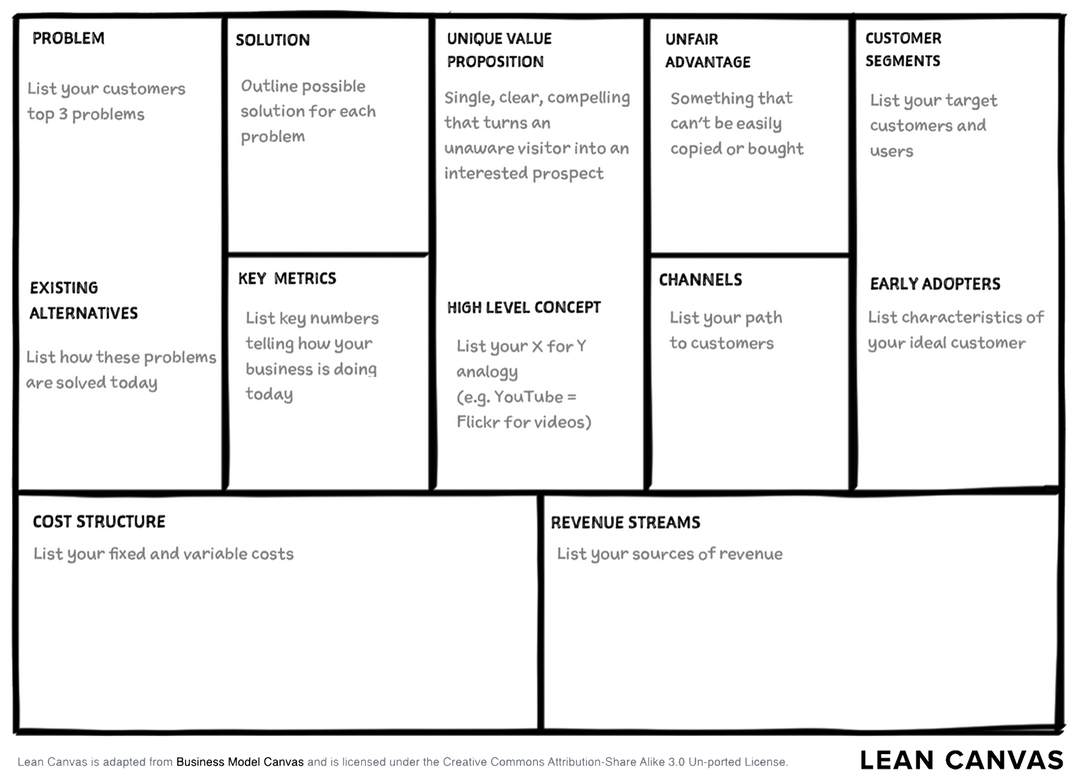 PROBLEM
List your customers
top 3 problems
EXISTING
ALTERNATIVES
List how these problems
are solved today
SOLUTION
Outline possible
solution for each
problem
KEY METRICS
List key numbers
telling how your
business is doing
today
UNIQUE VALUE
PROPOSITION
Single, clear, compelling
that turns an
unaware visitor into an
interested prospect
HIGH LEVEL CONCEPT
List your X for Y
analogy
(e.g. YouTube =
Flickr for videos)
UNFAIR
ADVANTAGE
Something that
can't be easily
copied or bought
CHANNELS
List your path
to customers
CUSTOMER
SEGMENTS
List your target
customers and
users
EARLY ADOPTERS
List characteristics of
your ideal customer
COST STRUCTURE
List your fixed and variable costs
REVENUE STREAMS
List your sources of revenue
Lean Canvas is adapted from Business Model Canvas and is licensed under the Creative Commons Attribution-Share Alike 3.0 Un-ported License.
LEAN CANVAS